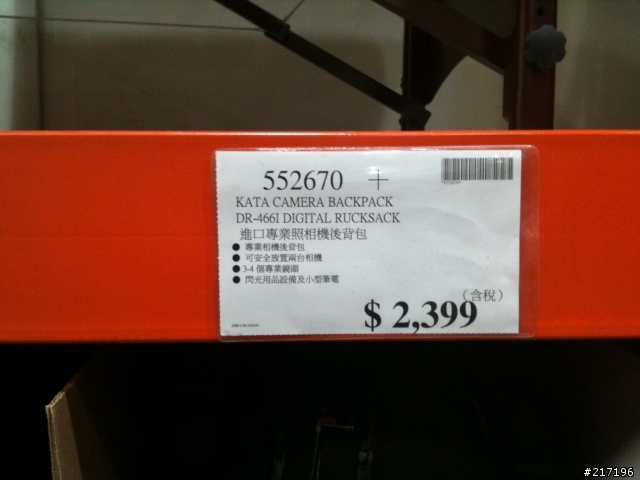 552670 +
KATA CAMERA BACKPACK
DR-466I DIGITAL RUCKSACK
進口專業照相機後背包
● 專業相機後背包
● 可安全放置兩台相機
● 3-4 個專業鏡頭
● 閃光用品設備及小型筆電
(含稅)
$ 2,399
#217196